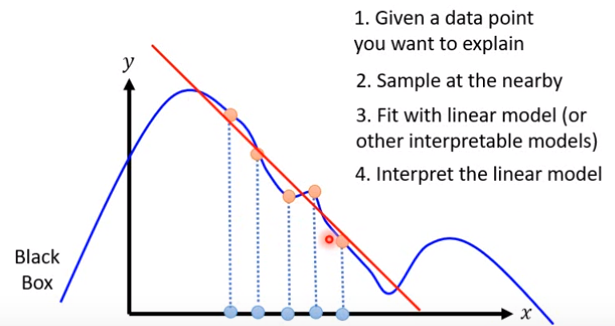 1. Given a data point
you want to explain
y
2. Sample at the nearby
3. Fit with linear model (or
other interpretable models)
4. Interpret the linear model
Black
Box
x